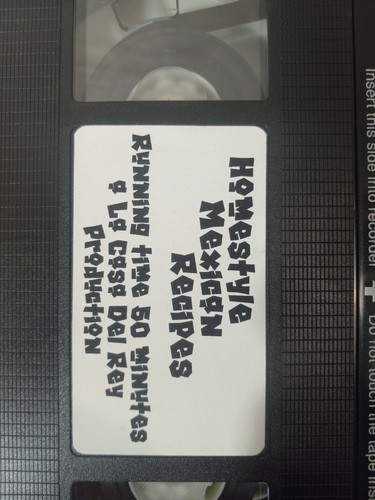 Homestyle
Mexican
Recipes
Running time 50 Minutes
a La Casa Del Rey
production
Insert this side into recorder
Do not touch the tape ins